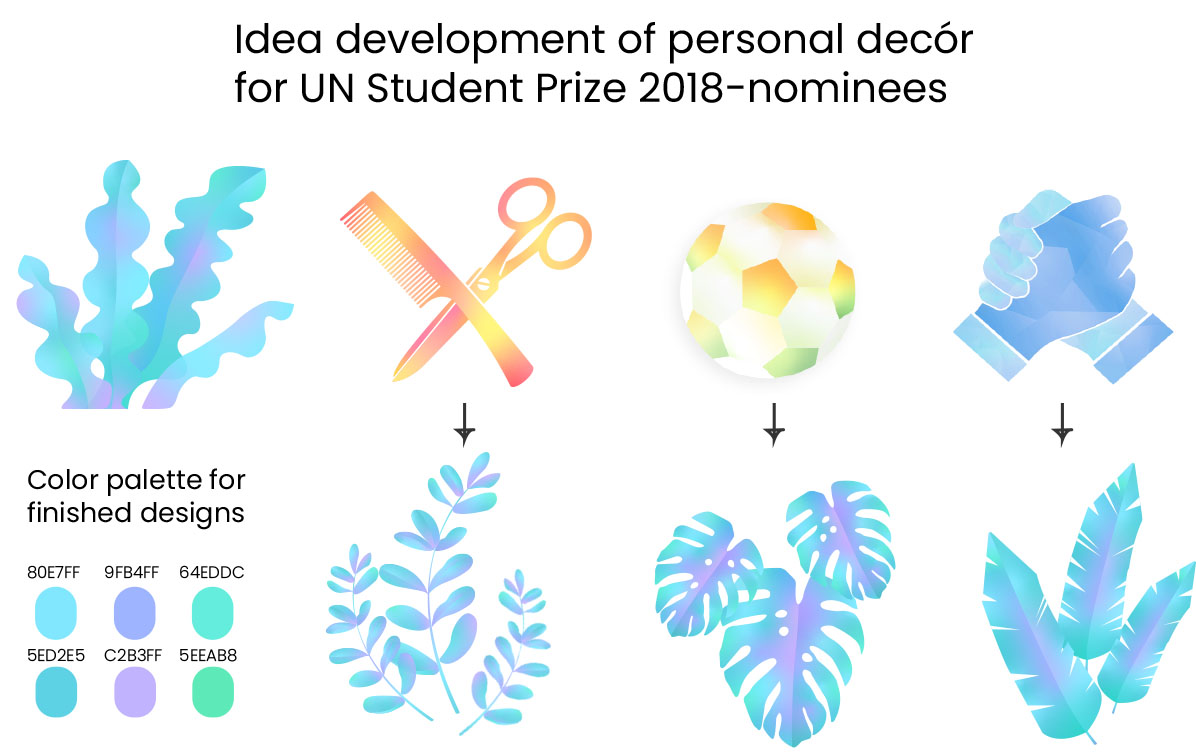 Idea development of personal decór
for UN Student Prize 2018-nominees
Color palette for
finished designs
80E7FF 9FB4FF 64EDDC
5ED2E5 C2B3FF 5EEAB8